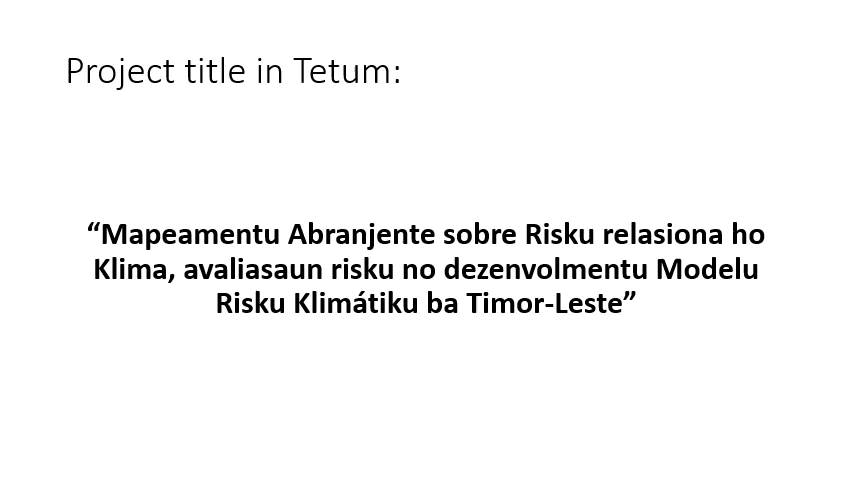 Project title in Tetum:
“Mapeamentu Abranjente sobre Risku relasiona ho
Klima, avaliasaun risku no dezenvolmentu Modelu
Risku Klimátiku ba Timor-Leste”